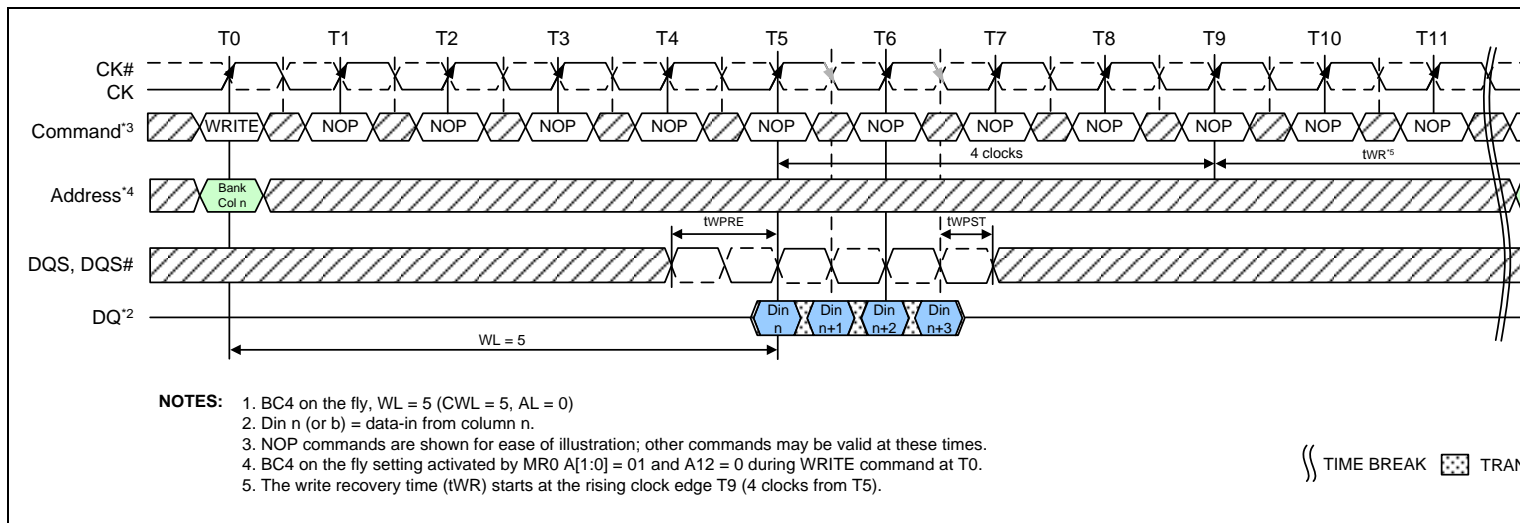 T0 T1 T2 T3 T4 T5 T6 T7 T8 T9 T10 T11
CK#
CK
Command*3 WRITE NOP NOP NOP NOP NOP NOP NOP NOP NOP NOP NOP
4 clocks tWR*5
Address*4 Bank
Col n
tWPRE tWPST
DQS, DQS#
DQ*2 Din n Din n+1 Din n+2 Din n+3
WL = 5
NOTES: 1. BC4 on the fly, WL = 5 (CWL = 5, AL = 0)
2. Din n (or b) = data-in from column n.
3. NOP commands are shown for ease of illustration; other commands may be valid at these times.
4. BC4 on the fly setting activated by MR0 A[1:0] = 01 and A12 = 0 during WRITE command at T0.
5. The write recovery time (tWR) starts at the rising clock edge T9 (4 clocks from T5).
TIME BREAK TRAN